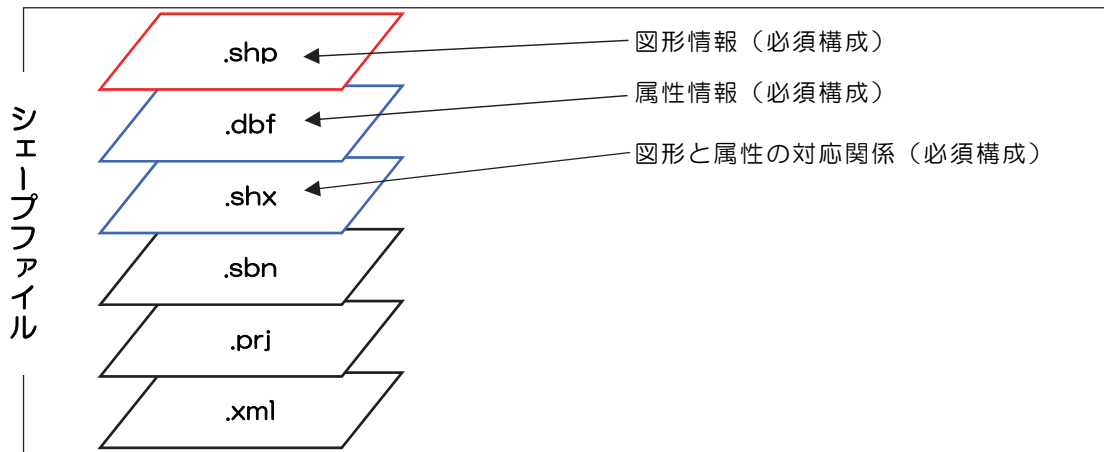 シェープファイル
.shp
図形情報（必須構成）
.dbf
属性情報（必須構成）
.shx
図形と属性の対応関係（必須構成）
.sbn
.prj
.xml